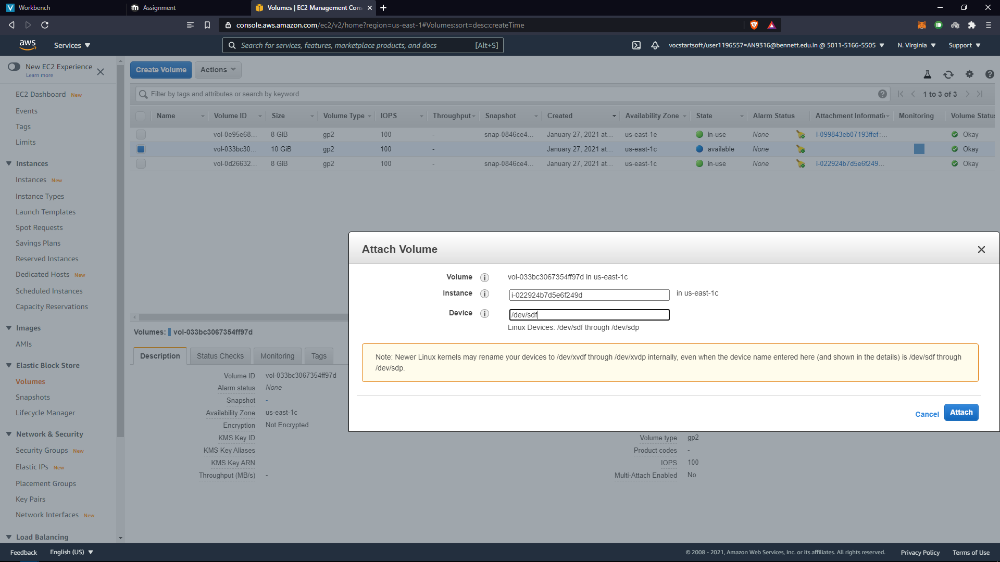 Workbench
Assignment
Volumes | EC2 Management Cons
console.aws.amazon.com/ec2/v2/home?region=us-east-1#Volumes:sort=desc:createTime
aws
Services
Search for services, features, marketplace products, and docs
[Alt+S]
vocstartsoft/user1196557=AN9316@bennett.edu.in @ 5011-5166-5505
N. Virginia
Support
New EC2 Experience
Learn more
Create Volume
Actions
Filter by tags and attributes or search by keyword
1 to 3 of 3
Name Volume ID Size Volume Type IOPS Throughput Snapshot Created Availability Zone State Alarm Status Attachment Informati Monitoring Volume Statu
vol-0e95e68... 8 GiB gp2 100 - snap-0846ce4... January 27, 2021 at... us-east-1e in-use None i-099843eb07193ffef:... Okay
vol-033bc30... 10 GiB gp2 100 - January 27, 2021 at... us-east-1c available None Okay
vol-0d26632... 8 GiB gp2 100 - snap-0846ce4... January 27, 2021 at... us-east-1c in-use None i-022924b7d5e6f249... Okay
EC2 Dashboard New
Events
Tags
Limits
Instances
Instances New
Instance Types
Launch Templates
Spot Requests
Savings Plans
Reserved Instances
Dedicated Hosts New
Scheduled Instances
Capacity Reservations
Images
AMIs
Elastic Block Store
Volumes
Snapshots
Lifecycle Manager
Network & Security
Security Groups New
Elastic IPs New
Placement Groups
Key Pairs
Network Interfaces New
Load Balancing
Attach Volume
Volume i vol-033bc3067354ff97d in us-east-1c
Instance i i-022924b7d5e6f249d in us-east-1c
Device i /dev/sdf
Linux Devices: /dev/sdf through /dev/sdp
Note: Newer Linux kernels may rename your devices to /dev/xvdf through /dev/xvdp internally, even when the device name entered here (and shown in the details) is /dev/sdf through
/dev/sdp.
Cancel
Attach
Volumes: vol-033bc3067354ff97d
Description
Status Checks
Monitoring
Tags
Volume ID vol-033bc3067354ff97d
Alarm status None
Snapshot -
Availability Zone us-east-1c
Encryption Not Encrypted
KMS Key ID
KMS Key Aliases
KMS Key ARN
Throughput (MB/s) -
Volume type gp2
Product codes -
IOPS 100
Multi-Attach Enabled No
Feedback
English (US)
© 2008 - 2021, Amazon Web Services, Inc. or its affiliates. All rights reserved.
Privacy Policy
Terms of Use